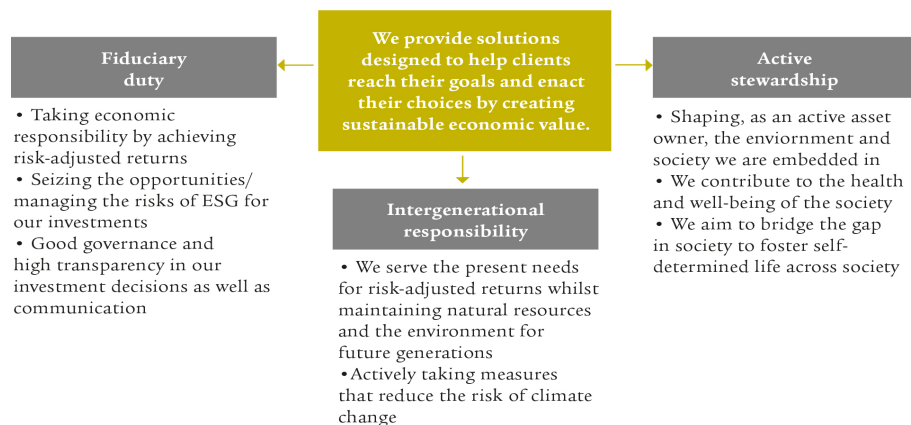 We provide solutions
designed to help clients
reach their goals and enact
their choices by creating
sustainable economic value.
Fiduciary
duty
• Taking economic
responsibility by achieving
risk-adjusted returns
• Seizing the opportunities/
managing the risks of ESG for
our investments
• Good governance and
high transparency in our
investment decisions as well as
communication
Intergenerational
responsibility
• We serve the present needs
for risk-adjusted returns whilst
maintaining natural resources
and the environment for
future generations
•Actively taking measures
that reduce the risk of climate
change
Active
stewardship
• Shaping, as an active asset
owner, the enviornment and
society we are embedded in
• We contribute to the health
and well-being of the society
• We aim to bridge the gap
in society to foster self-
determined life across society